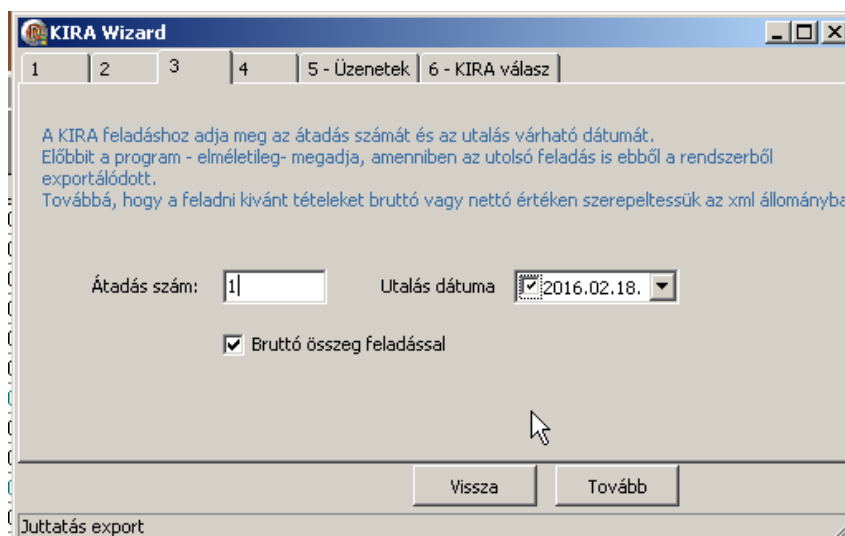 KIRA Wizard
1 2 3 4 5 - Üzenetek 6 - KIRA válasz
A KIRA feladáshoz adja meg az átadás számát és az utalás várható dátumát.
Előbbit a program - elméletileg- megadja, amenniben az utolsó feladás is ebből a rendszerből
exportálódott.
Továbbá, hogy a feladni kivánt tételeket bruttó vagy nettó értéken szerepeltessük az xml állományba
Átadás szám: 1 Utalás dátuma 2016.02.18.
Bruttó összeg feladással
Vissza Tovább
Juttatás export